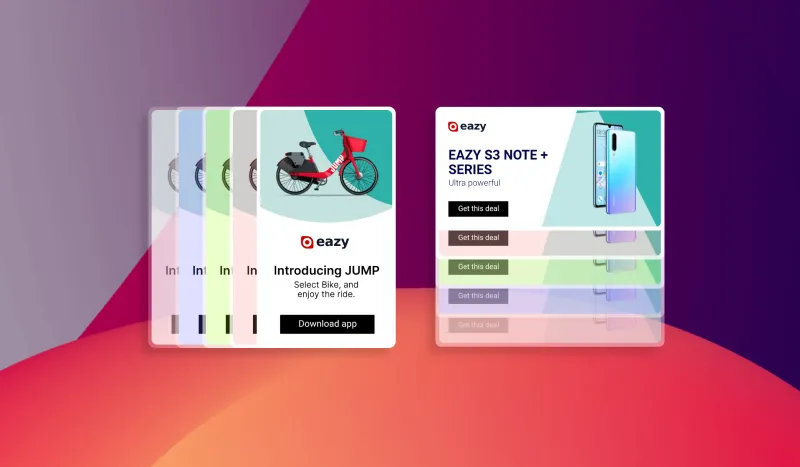 eazy
Introducing JUMP
Select Bike, and
enjoy the ride.
Download app
JUMP
Int
Int
Int
Int
eazy
EAZY S3 NOTE +
SERIES
Ultra powerful
Get this deal
Get this deal
Get this deal
Get this deal
Get this deal